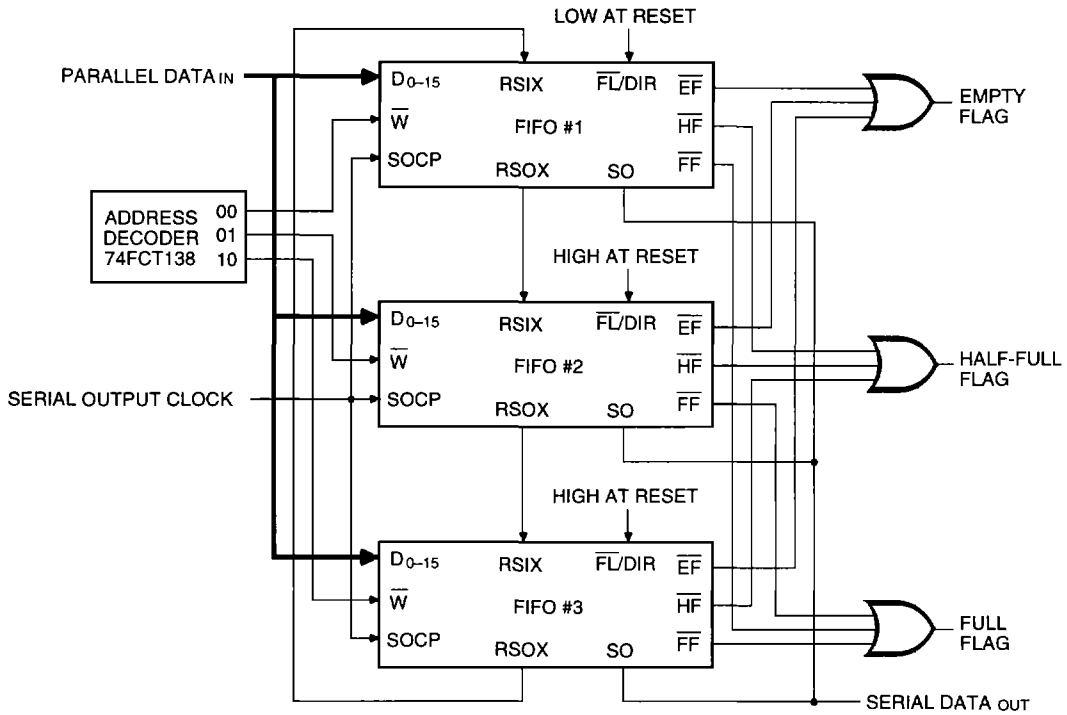 LOW AT RESET
PARALLEL DATA IN
D0–15
RSIX
FL/DIR
EF
W
FIFO #1
HF
SOCP
RSOX
SO
FF
EMPTY
FLAG
ADDRESS
DECODER
74FCT138
00
01
10
HIGH AT RESET
D0–15
RSIX
FL/DIR
EF
W
FIFO #2
HF
SOCP
RSOX
SO
FF
HALF-FULL
FLAG
SERIAL OUTPUT CLOCK
HIGH AT RESET
D0–15
RSIX
FL/DIR
EF
W
FIFO #3
HF
SOCP
RSOX
SO
FF
FULL
FLAG
SERIAL DATA OUT